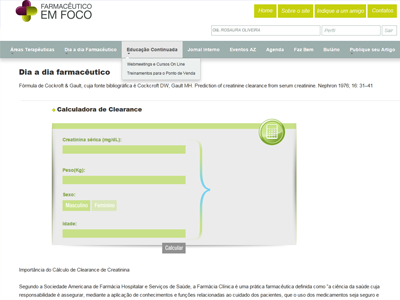 FARMACÊUTICO
EM FOCO
Home
Sobre o site
Indique um amigo
Contato
GB, ROSAURA OLIVEIRA
Perfil
Sair
Áreas Terapêuticas
Dia a dia Farmacêutico
Educação Continuada
Jornal Interno
Eventos AZ
Agenda
Faz Bem
Bulário
Publique seu Artigo
Webmeetings e Cursos On Line
Treinamentos para o Ponto de Venda
Dia a dia farmacêutico
Fórmula de Cockroft & Gault, cuja fonte bibliográfica é Cockcroft DW, Gault MH. Prediction of creatinine clearance from serum creatinine. Nephron 1976; 16: 31-41
Calculadora de Clearance
Creatinina sérica (mg/dL):
Peso(Kg):
Sexo:
Masculino
Feminino
Idade:
Calcular
Importância do Cálculo de Clearance de Creatinina
Segundo a Sociedade Americana de Farmácia Hospitalar e Serviços de Saúde, a Farmácia Clínica é uma prática farmacêutica definida como "a ciência da saúde cuja
responsabilidade é assegurar, mediante a aplicação de conhecimentos e funções relacionadas ao cuidado dos pacientes, que o uso dos medicamentos seja seguro e